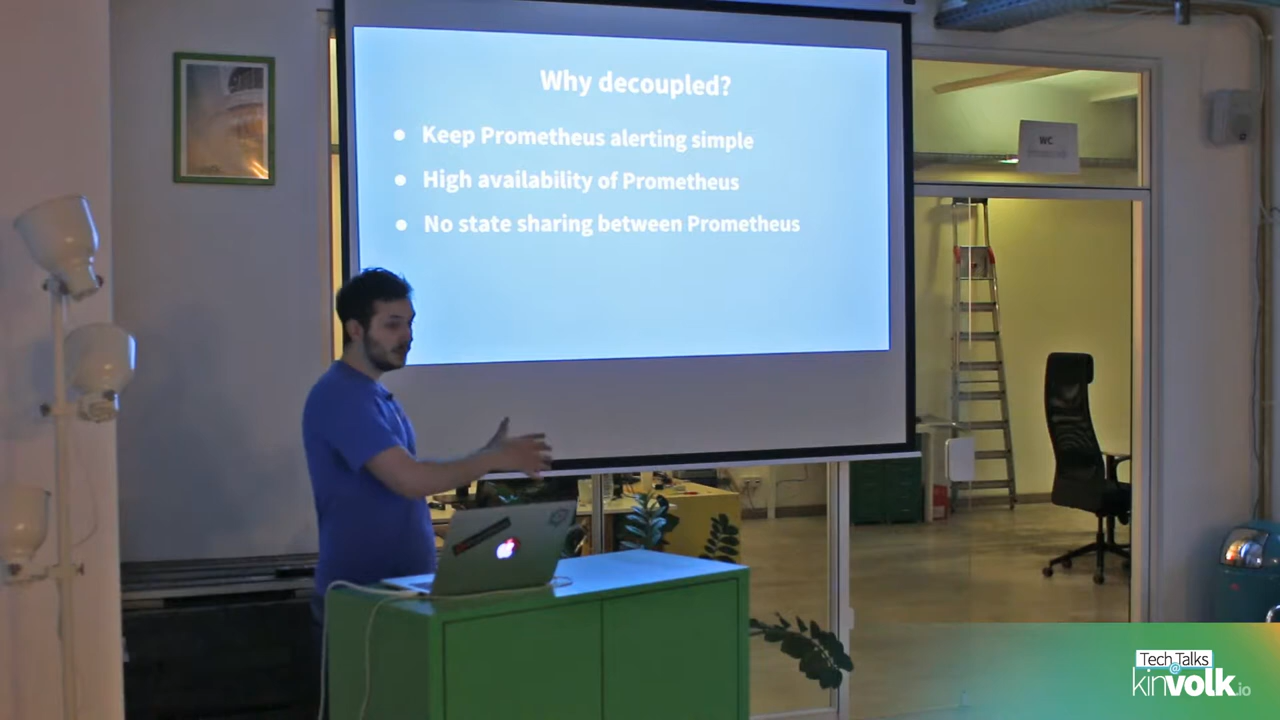 Why decoupled?
● Keep Prometheus alerting simple
● High availability of Prometheus
● No state sharing between Prometheus
WC
Tech Talks
@
kinvolk.io